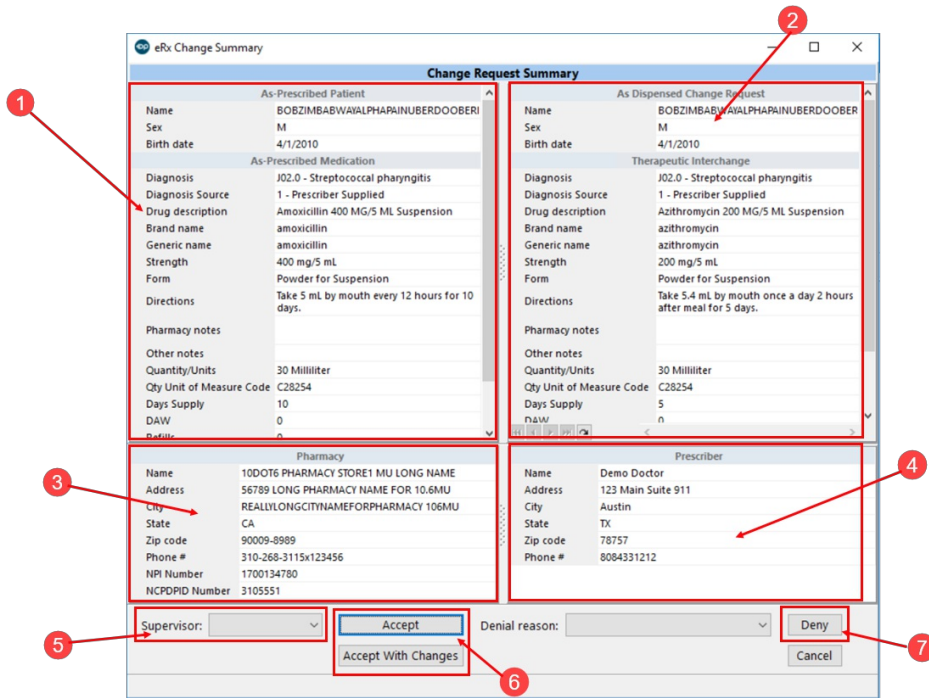 2
eRx Change Summary
Change Request Summary
1
As-Prescribed Patient
Name BOBZIMBABWAYALPHAPAINUBERDOOBERI
Sex M
Birth date 4/1/2010
As-Prescribed Medication
Diagnosis J02.0 - Streptococcal pharyngitis
Diagnosis Source 1 - Prescriber Supplied
Drug description Amoxicillin 400 MG/5 ML Suspension
Brand name amoxicillin
Generic name amoxicillin
Strength 400 mg/5 mL
Form Powder for Suspension
Directions Take 5 mL by mouth every 12 hours for 10
days.
Pharmacy notes
Other notes
Quantity/Units 30 Milliliter
Qty Unit of Measure Code C28254
Days Supply 10
DAW 0
Refills 0
As Dispensed Change Request
Name BOBZIMBABWAYALPHAPAINUBERDOOBER
Sex M
Birth date 4/1/2010
Therapeutic Interchange
Diagnosis J02.0 - Streptococcal pharyngitis
Diagnosis Source 1 - Prescriber Supplied
Drug description Azithromycin 200 MG/5 ML Suspension
Brand name azithromycin
Generic name azithromycin
Strength 200 mg/5 mL
Form Powder for Suspension
Directions Take 5.4 mL by mouth once a day 2 hours
after meal for 5 days.
Pharmacy notes
Other notes
Quantity/Units 30 Milliliter
Qty Unit of Measure Code C28254
Days Supply 5
DAW 0
3
Pharmacy
Name 10DOT6 PHARMACY STORE1 MU LONG NAME
Address 56789 LONG PHARMACY NAME FOR 10.6MU
City REALLYLONGCITYNAMEFORPHARMACY 106MU
State CA
Zip code 90009-8989
Phone # 310-268-3115x123456
NPI Number 1700134780
NCPDPID Number 3105551
4
Prescriber
Name Demo Doctor
Address 123 Main Suite 911
City Austin
State TX
Zip code 78757
Phone # 8084331212
5
Supervisor:
Accept
Denial reason:
Deny
Accept With Changes
Cancel
6
7